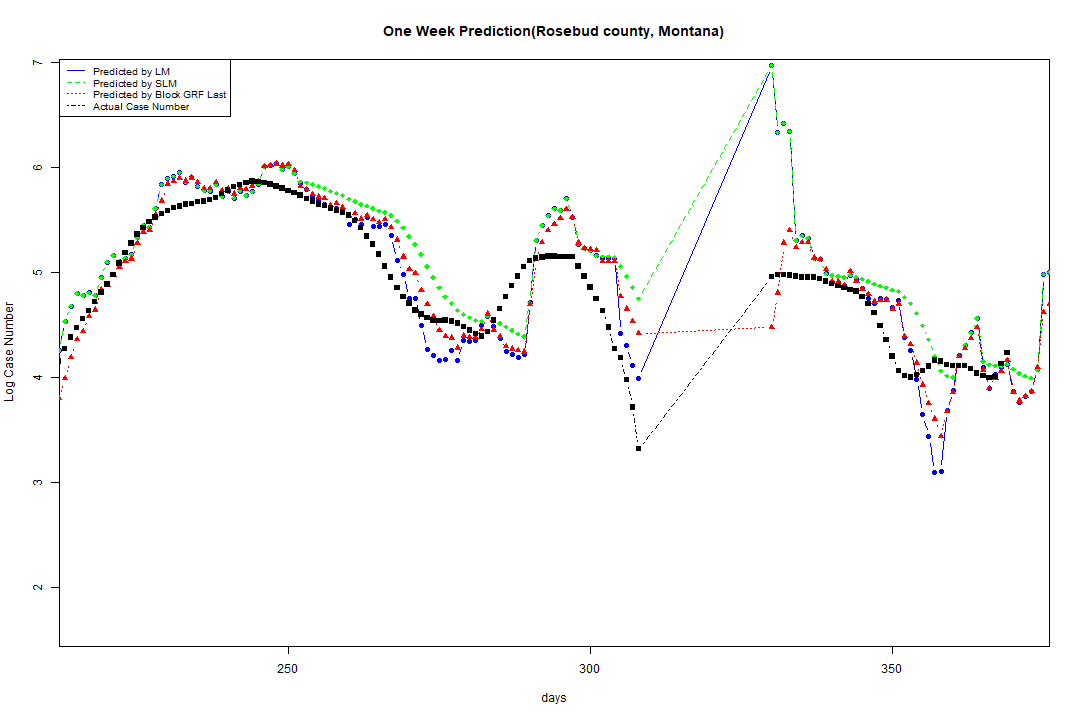 One Week Prediction(Rosebud county, Montana)
Predicted by LM
Predicted by SLM
Predicted by Block GRF Last
Actual Case Number
7
6
5
4
3
2
Log Case Number
250
300
350
days